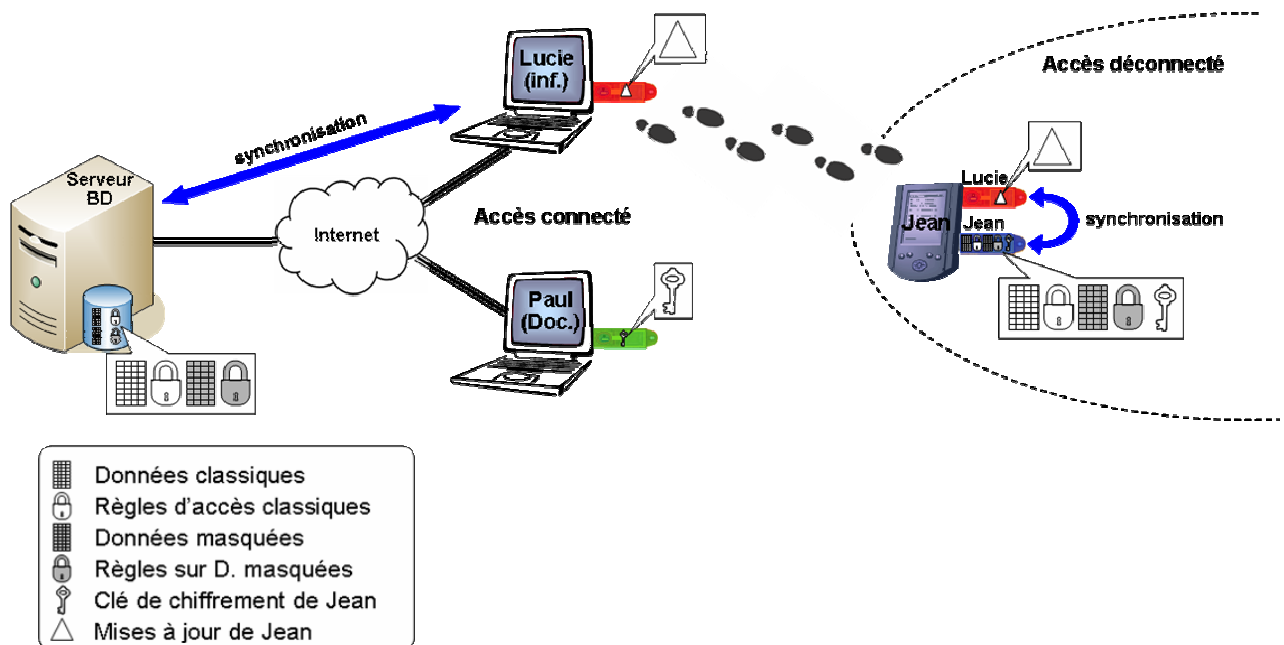 Lucie
(inf.)
Accès déconnecté
synchronisation
Serveur
BD
Lucie
Jean
Jean
synchronisation
Accès connecté
Internet
Paul
(Doc.)
Données classiques
Règles d'accès classiques
Données masquées
Règles sur D. masquées
Clé de chiffrement de Jean
Mises à jour de Jean